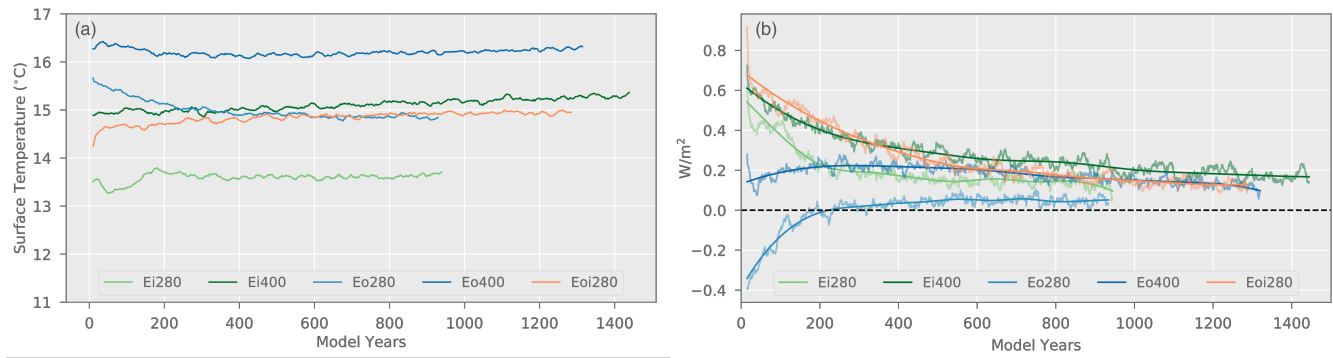 (a)
17
16
15
14
13
12
11
Surface Temperature (°C)
Ei280 Ei400 Eo280 Eo400 Eoi280
0 200 400 600 800 1000 1200 1400
Model Years
(b)
0.8
0.6
0.4
0.2
0.0
−0.2
−0.4
W/m²
Ei280 Ei400 Eo280 Eo400 Eoi280
0 200 400 600 800 1000 1200 1400
Model Years